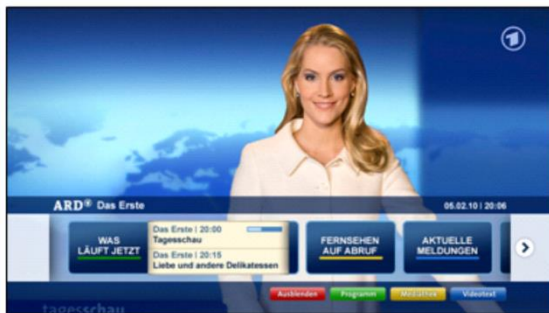 1
ARD Das Erste
05.02.10 | 20:06
WAS
LÄUFT JETZT
Das Erste | 20:00
Tagesschau
Das Erste | 20:15
Liebe und andere Delikatessen
FERNSEHEN
AUF ABRUF
AKTUELLE
MELDUNGEN
Ausblenden
Programm
Mediathek
Videotext
tagesschau